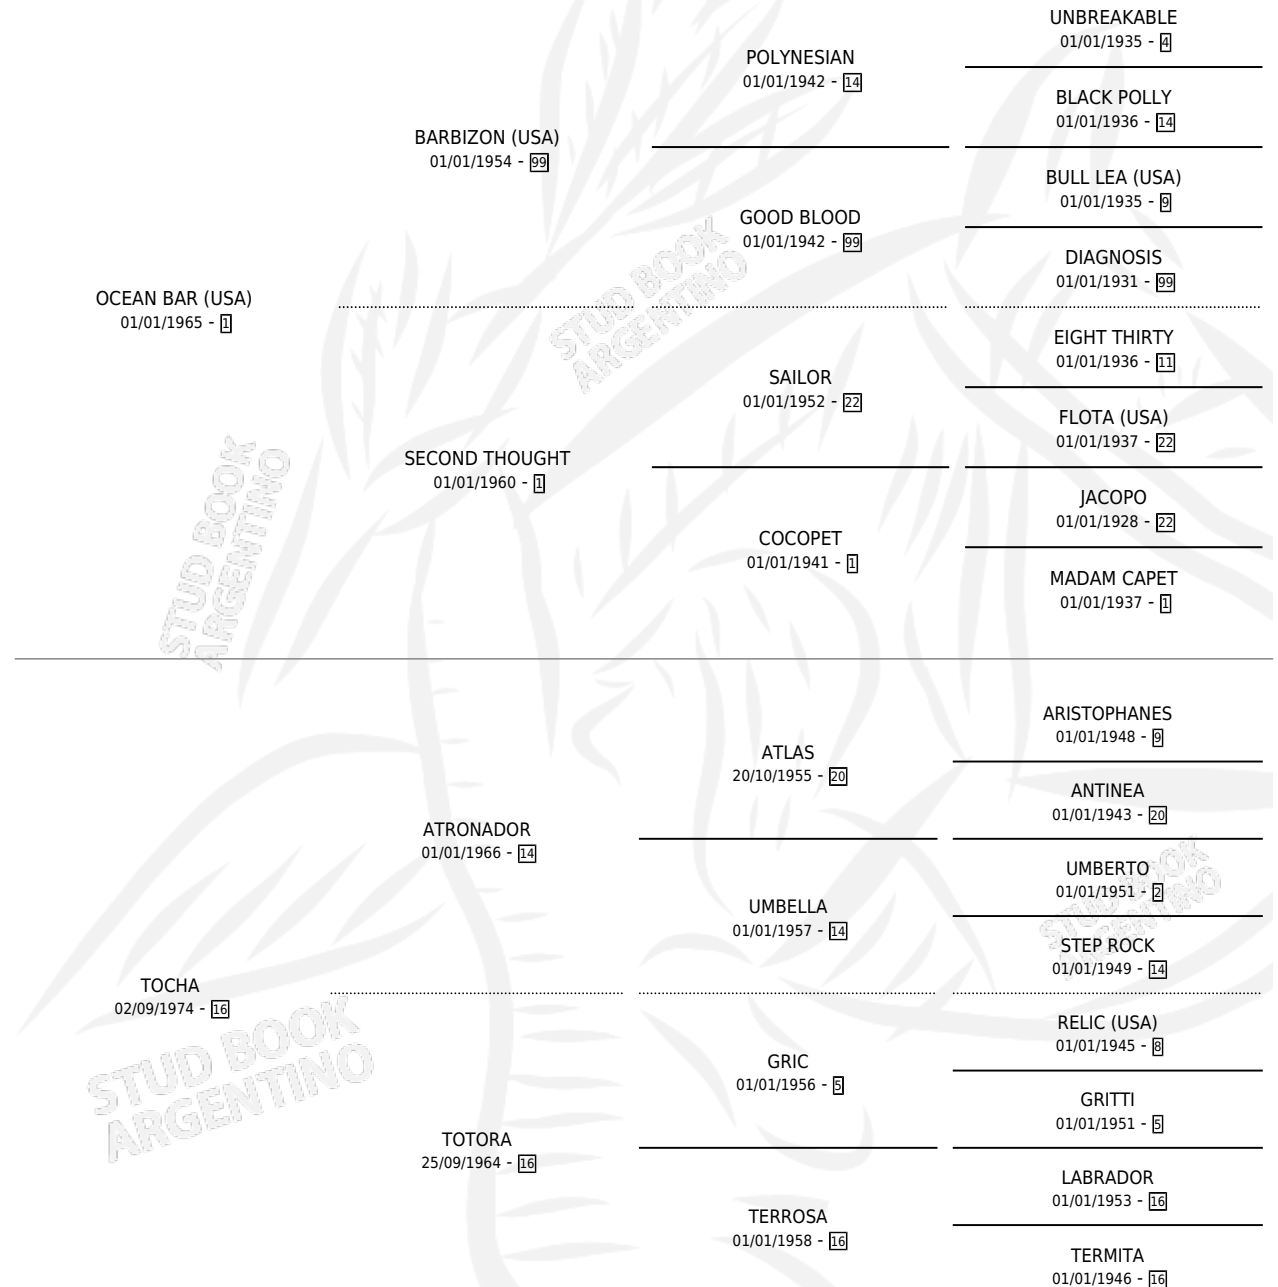 UNBREAKABLE
01/01/1935 - 4
POLYNESIAN
01/01/1942 - 14
BLACK POLLY
01/01/1936 - 14
BARBIZON (USA)
01/01/1954 - 99
BULL LEA (USA)
01/01/1935 - 9
GOOD BLOOD
01/01/1942 - 99
DIAGNOSIS
01/01/1931 - 99
OCEAN BAR (USA)
01/01/1965 - 1
EIGHT THIRTY
01/01/1936 - 11
SAILOR
01/01/1952 - 22
FLOTA (USA)
01/01/1937 - 22
SECOND THOUGHT
01/01/1960 - 1
JACOPO
01/01/1928 - 22
COCOPET
01/01/1941 - 1
MADAM CAPET
01/01/1937 - 1
STUD BOOK
ARGENTINO
STUD BOOK
ARGENTINO
ARISTOPHANES
01/01/1948 - 9
ATLAS
20/10/1955 - 20
ANTINEA
01/01/1943 - 20
ATRONADOR
01/01/1966 - 14
UMBERTO
01/01/1951 - 2
UMBELLA
01/01/1957 - 14
STEP ROCK
01/01/1949 - 14
TOCHA
02/09/1974 - 16
RELIC (USA)
01/01/1945 - 8
GRIC
01/01/1956 - 5
GRITTI
01/01/1951 - 5
TOTORA
25/09/1964 - 16
LABRADOR
01/01/1953 - 16
TERROSA
01/01/1958 - 16
TERMITA
01/01/1946 - 16
STUD BOOK
ARGENTINO
STUD BOOK
ARGENTINO